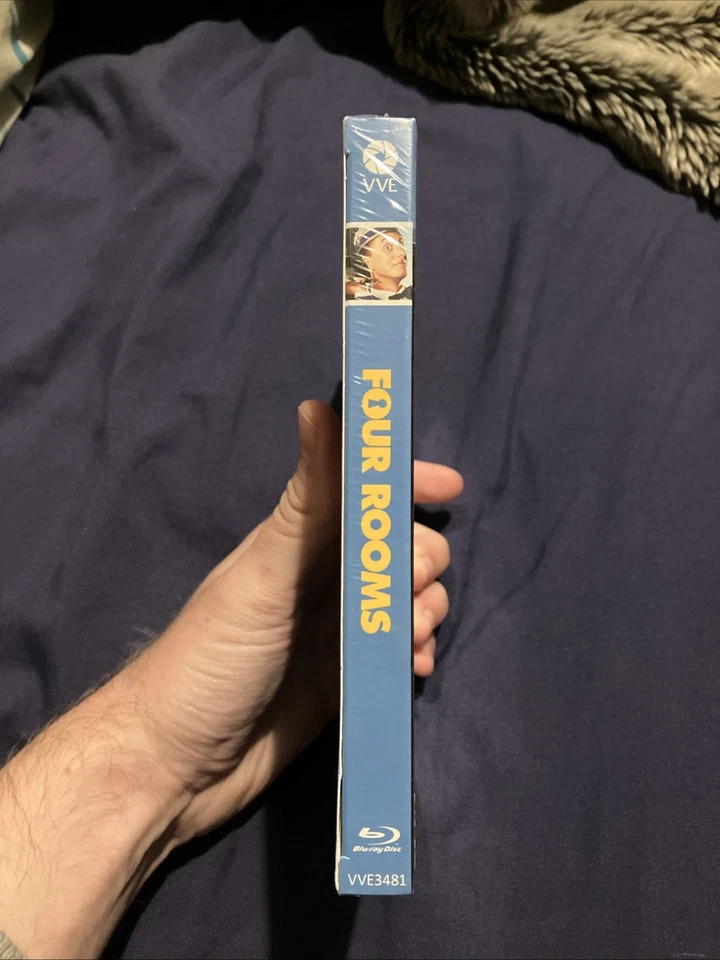 VVE
FOUR ROOMS
Blu-ray Disc
VVE3481